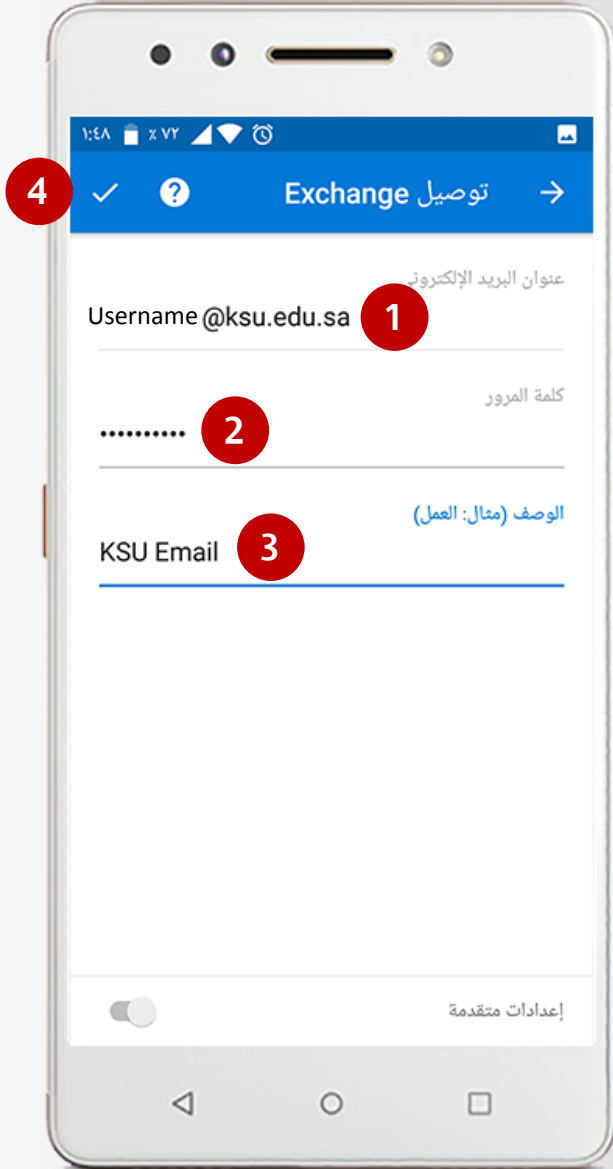 ١:٤٨ ٧٢ ٪
4 توصيل Exchange
عنوان البريد الإلكتروني
Username@ksu.edu.sa 1
كلمة المرور
•••••••••• 2
الوصف (مثال: العمل)
KSU Email 3
إعدادات متقدمة